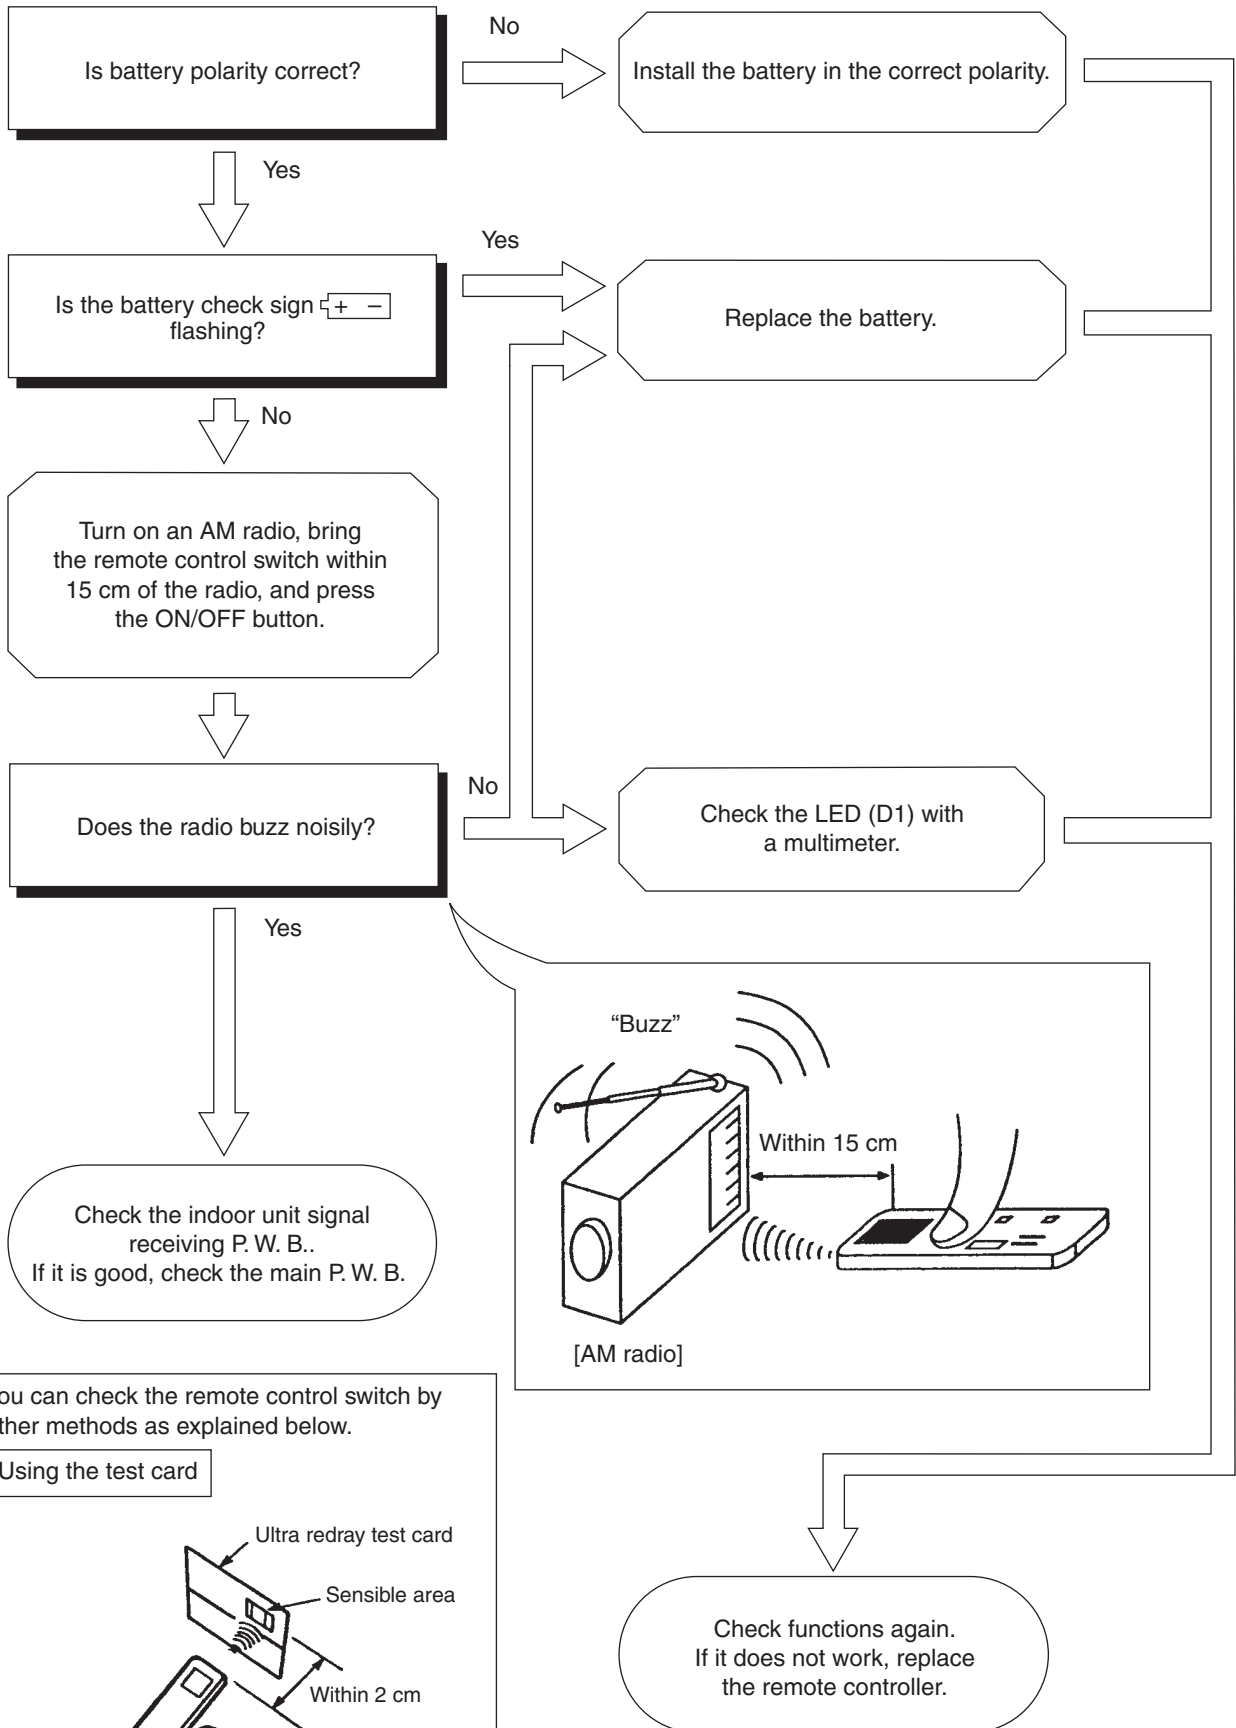 No
Is battery polarity correct?
Install the battery in the correct polarity.
Yes
Yes
Is the battery check sign + −
flashing?
Replace the battery.
No
Turn on an AM radio, bring
the remote control switch within
15 cm of the radio, and press
the ON/OFF button.
No
Does the radio buzz noisily?
Check the LED (D1) with
a multimeter.
Yes
“Buzz”
Within 15 cm
[AM radio]
Check the indoor unit signal
receiving P. W. B..
If it is good, check the main P. W. B.
ou can check the remote control switch by
ther methods as explained below.
Using the test card
Ultra redray test card
Sensible area
Within 2 cm
Check functions again.
If it does not work, replace
the remote controller.